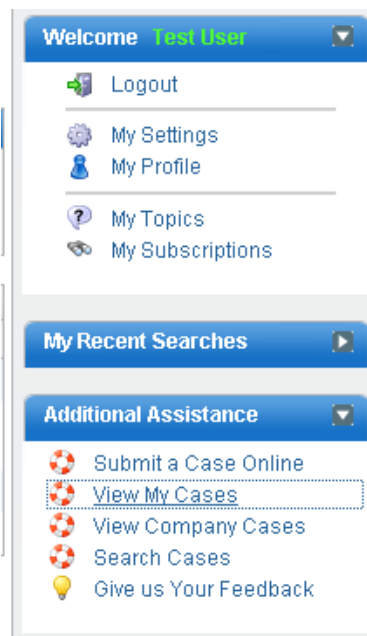 Welcome Test User
Logout
My Settings
My Profile
My Topics
My Subscriptions
My Recent Searches
Additional Assistance
Submit a Case Online
View My Cases
View Company Cases
Search Cases
Give us Your Feedback